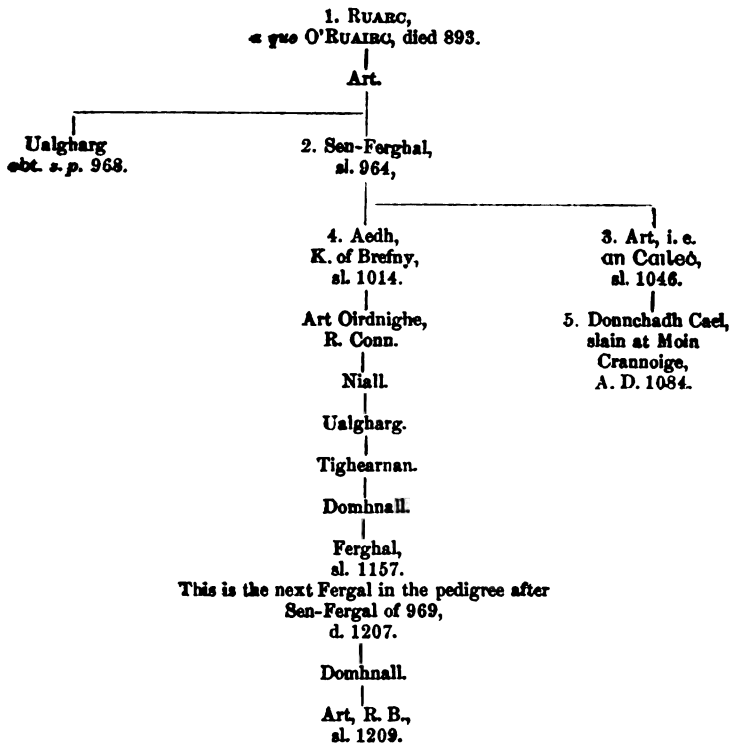 1. RUARC,
a quo O'RUAIRC, died 893.
Art.
Ualgharg
obt. s. p. 968.
2. Sen-Ferghal,
sl. 964,
4. Aedh,
K. of Brefny,
sl. 1014.
3. Art, i. e.
an Caileċ,
sl. 1046.
Art Oirdnighe,
R. Conn.
5. Donnchadh Cael,
slain at Moin
Crannoige,
A. D. 1084.
Niall.
Ualgharg.
Tighearnan.
Domhnall.
Ferghal,
sl. 1157.
This is the next Fergal in the pedigree after
Sen-Fergal of 969,
d. 1207.
Domhnall.
Art, R. B.,
sl. 1209.